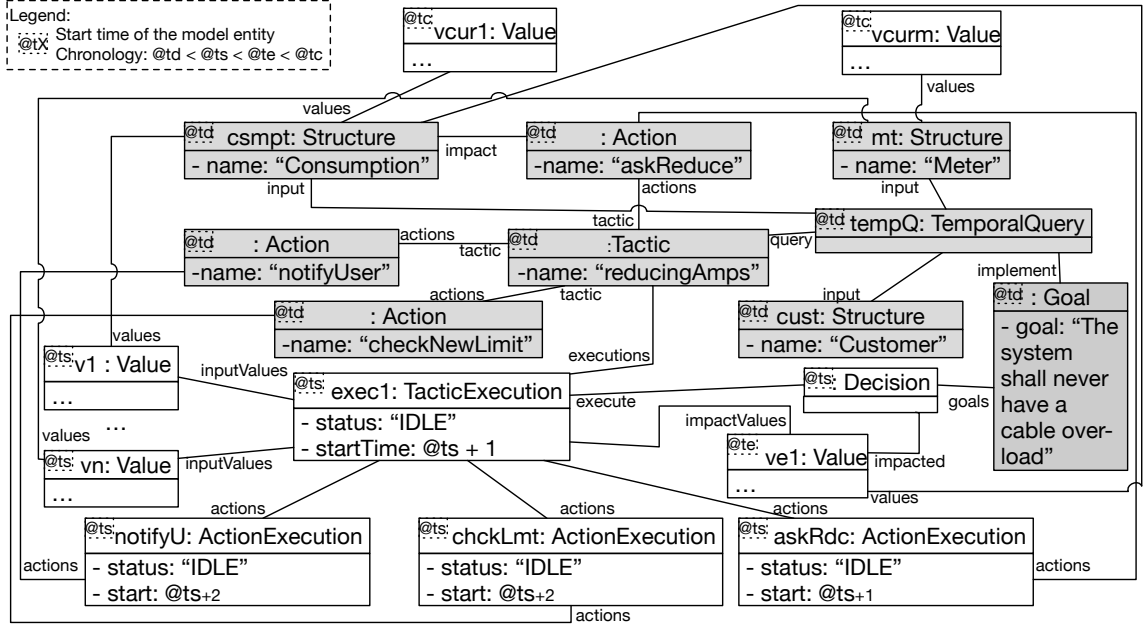 Legend:
@tX Start time of the model entity
Chronology: @td < @ts < @te < @tc
@tc vcur1: Value
...
@tc vcurm: Value
...
values
values
@td csmpt: Structure
- name: “Consumption”
impact
@td : Action
-name: “askReduce”
@td mt: Structure
- name: “Meter”
input
actions
input
tactic
@td tempQ: TemporalQuery
@td : Action
-name: “notifyUser”
actions
tactic
@td :Tactic
-name: “reducingAmps”
query
implement
actions
tactic
input
@td : Action
-name: “checkNewLimit”
@td cust: Structure
- name: “Customer”
@td : Goal
- goal: “The
system
shall never
have a
cable over-
load”
values
executions
@ts v1 : Value
...
inputValues
...
@ts exec1: TacticExecution
- status: “IDLE”
- startTime: @ts + 1
execute
@ts : Decision
goals
impactValues
values
@ts vn: Value
...
inputValues
@te ve1: Value
...
impacted
values
actions
actions
actions
@ts notifyU: ActionExecution
- status: “IDLE”
- start: @ts+2
@ts chckLmt: ActionExecution
- status: “IDLE”
- start: @ts+2
@ts askRdc: ActionExecution
- status: “IDLE”
- start: @ts+1
actions
actions
actions